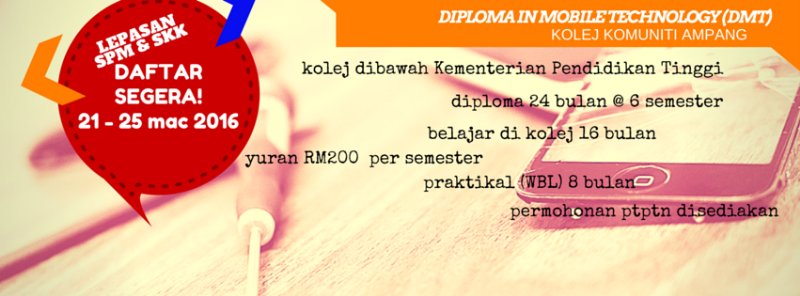 LEPASAN
SPM & SKK
DAFTAR
SEGERA!
21 - 25 mac 2016
DIPLOMA IN MOBILE TECHNOLOGY (DMT)
KOLEJ KOMUNITI AMPANG
kolej dibawah Kementerian Pendidikan Tinggi
diploma 24 bulan @ 6 semester
belajar di kolej 16 bulan
yuran RM200 per semester
praktikal (WBL) 8 bulan
permohonan ptptn disediakan